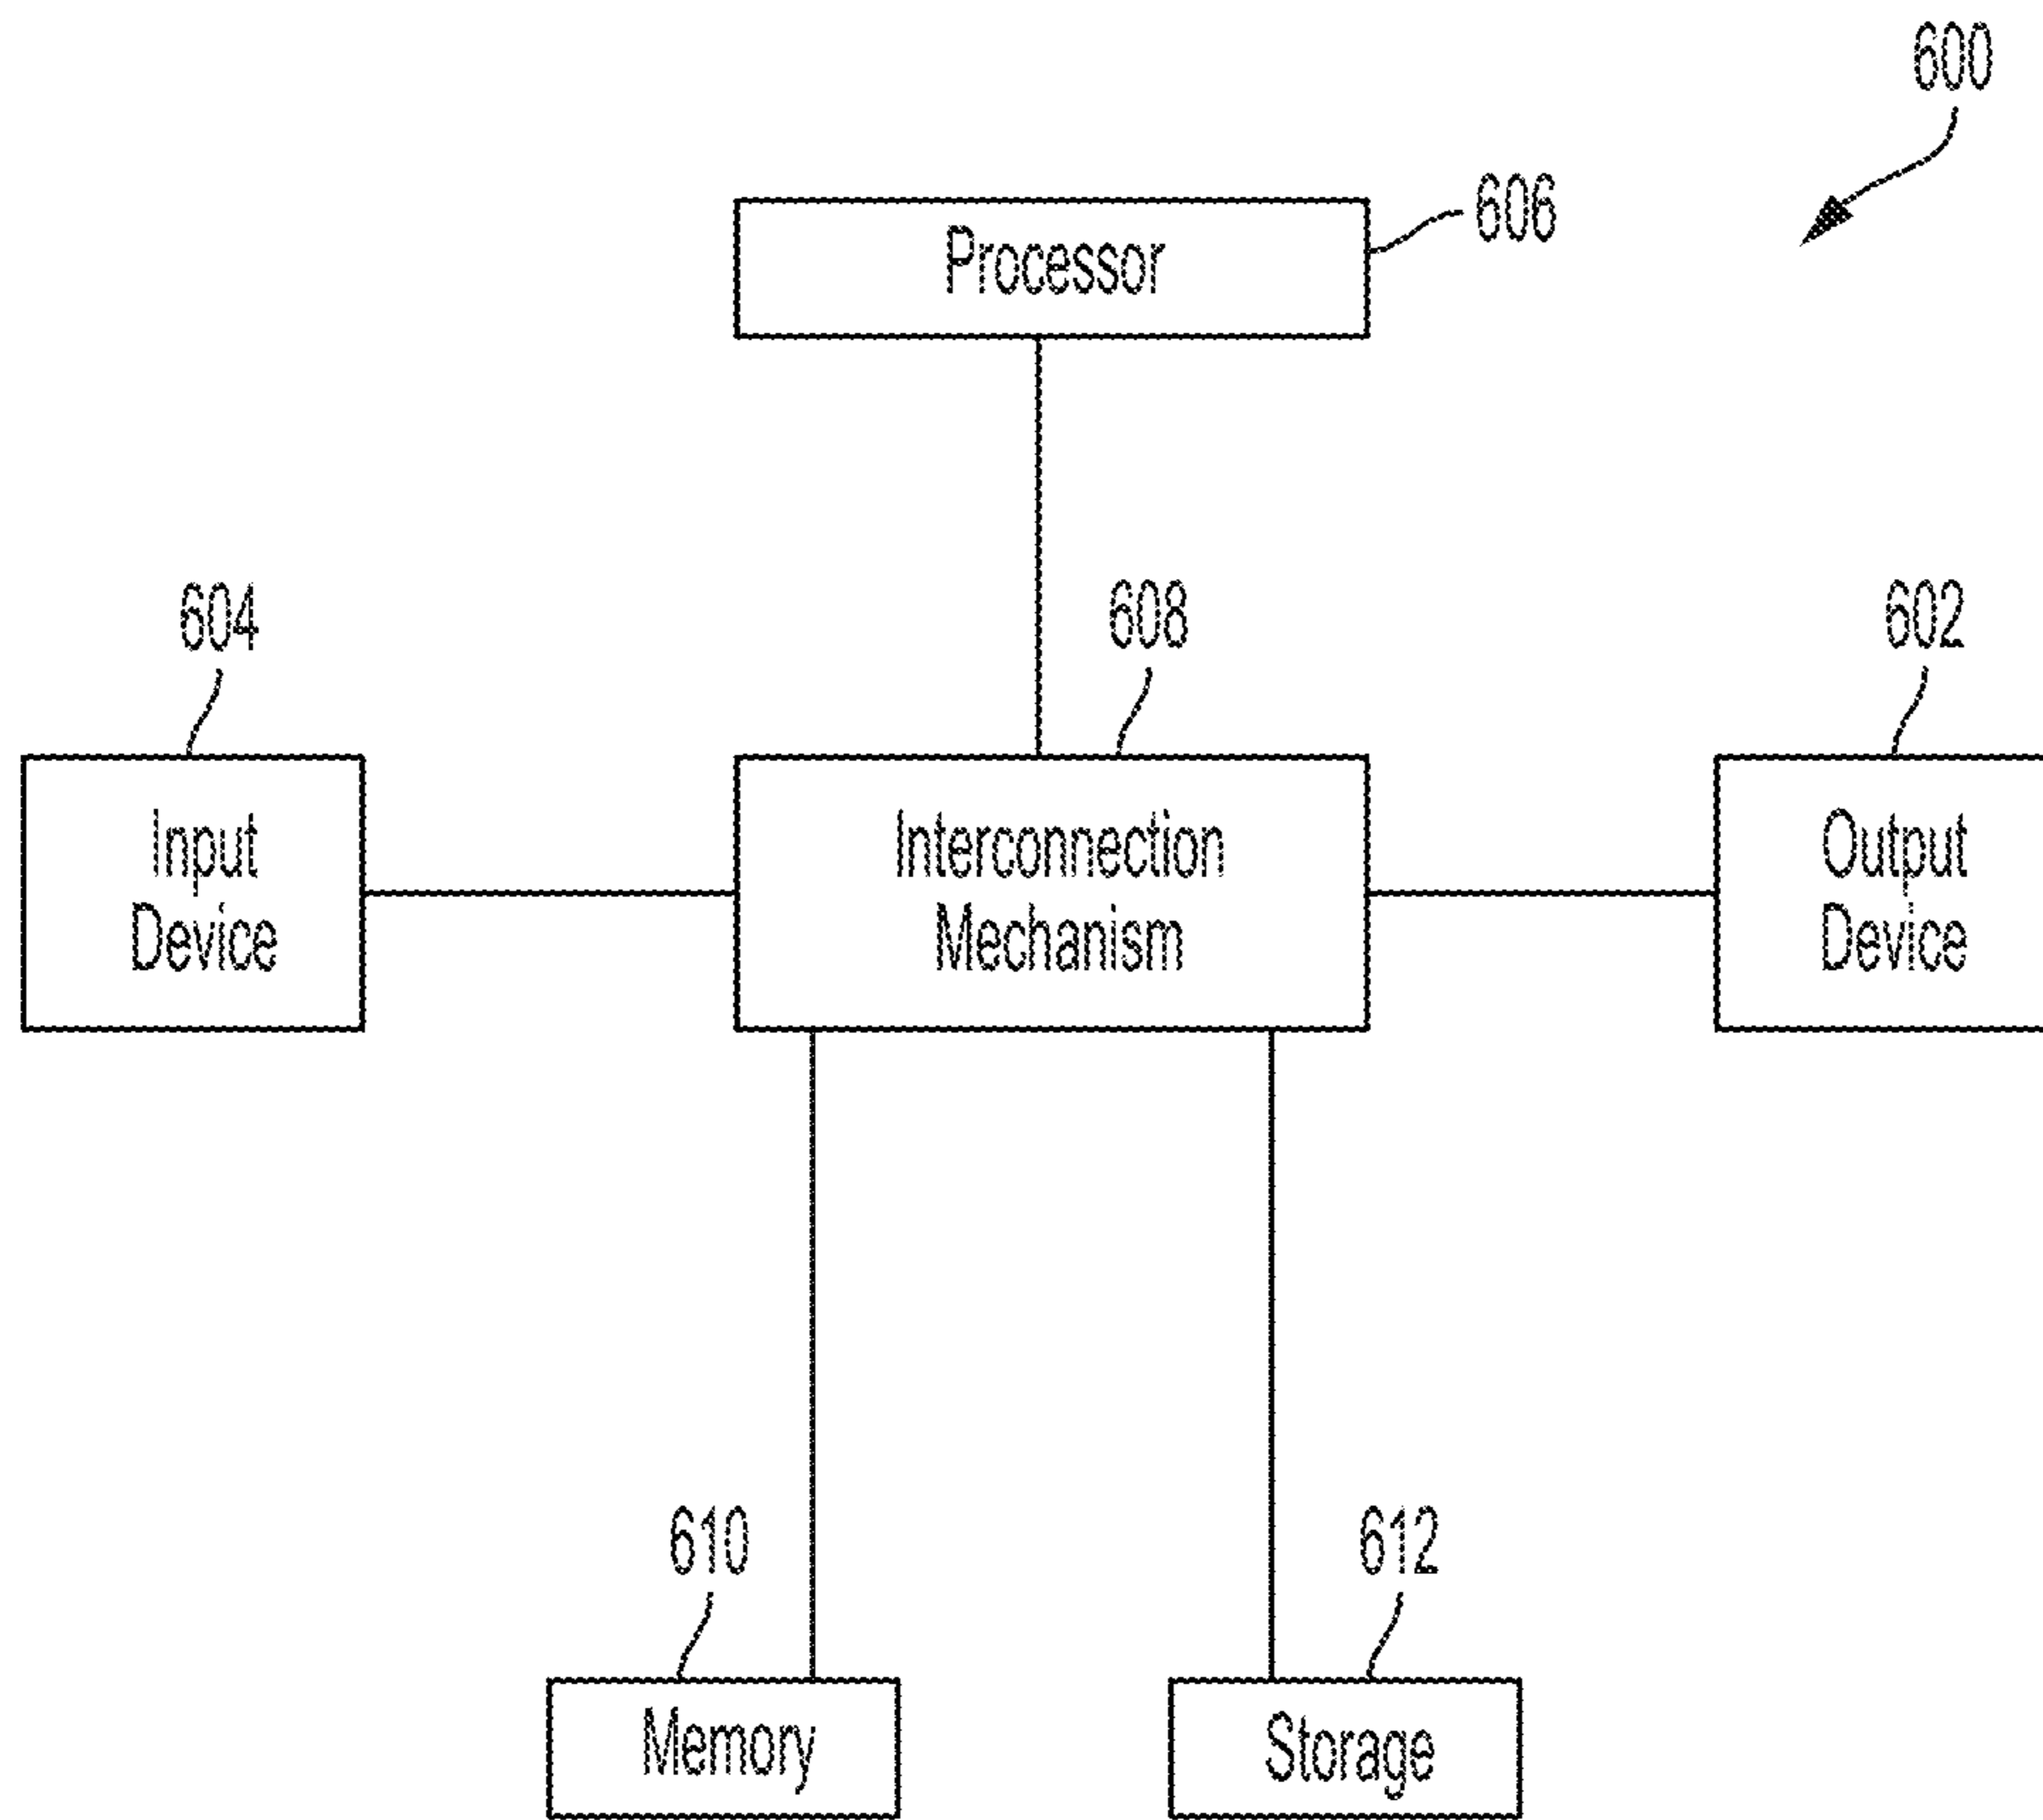 600
606
Processor
604
608
602
Input
Device
Interconnection
Mechanism
Output
Device
610
612
Memory
Storage